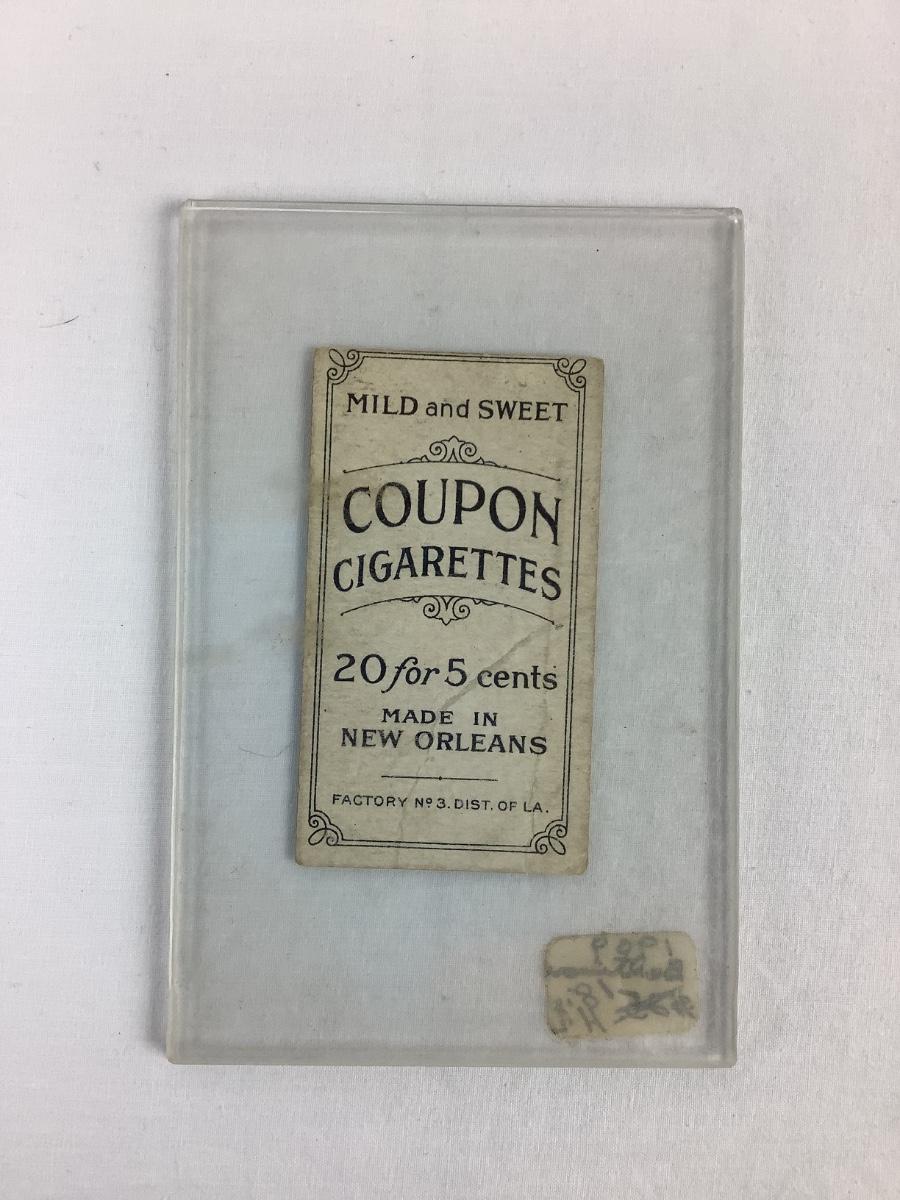 MILD and SWEET
COUPON
CIGARETTES
20 for 5 cents
MADE IN
NEW ORLEANS
FACTORY Nº 3. DIST. OF LA.
1909